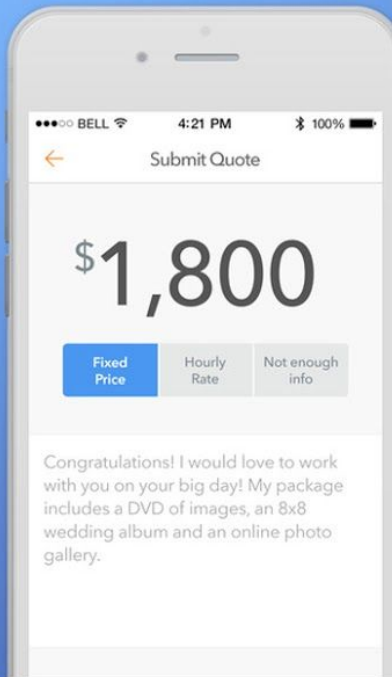 BELL 4:21 PM 100%
Submit Quote
$1,800
Fixed Price
Hourly Rate
Not enough info
Congratulations! I would love to work
with you on your big day! My package
includes a DVD of images, an 8x8
wedding album and an online photo
gallery.